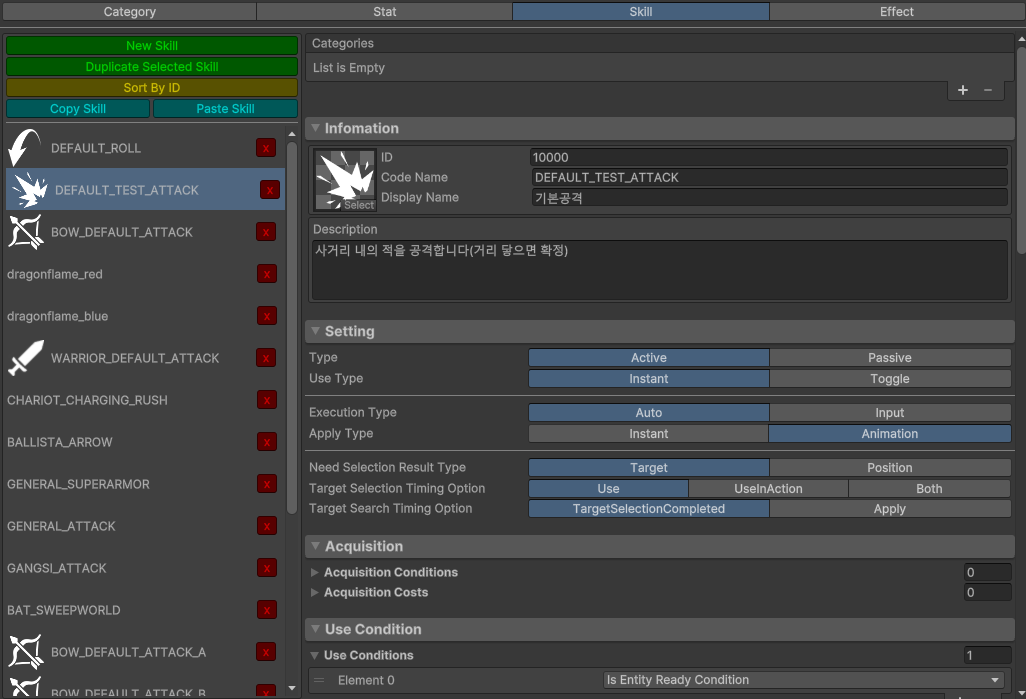 Category Stat Skill Effect
New Skill
Duplicate Selected Skill
Sort By ID
Copy Skill Paste Skill
DEFAULT_ROLL x
DEFAULT_TEST_ATTACK x
BOW_DEFAULT_ATTACK x
dragonflame_red x
dragonflame_blue x
WARRIOR_DEFAULT_ATTACK x
CHARIOT_CHARGING_RUSH x
BALLISTA_ARROW x
GENERAL_SUPERARMOR x
GENERAL_ATTACK x
GANGSI_ATTACK x
BAT_SWEEPWORLD x
BOW_DEFAULT_ATTACK_A x
BOW_DEFAULT_ATTACK_B x
Categories
List is Empty
+ −
Infomation
Select
ID 10000
Code Name DEFAULT_TEST_ATTACK
Display Name 기본공격
Description
사거리 내의 적을 공격합니다(거리 닿으면 확정)
Setting
Type Active Passive
Use Type Instant Toggle
Execution Type Auto Input
Apply Type Instant Animation
Need Selection Result Type Target Position
Target Selection Timing Option Use UseInAction Both
Target Search Timing Option TargetSelectionCompleted Apply
Acquisition
Acquisition Conditions 0
Acquisition Costs 0
Use Condition
Use Conditions 1
Element 0 Is Entity Ready Condition